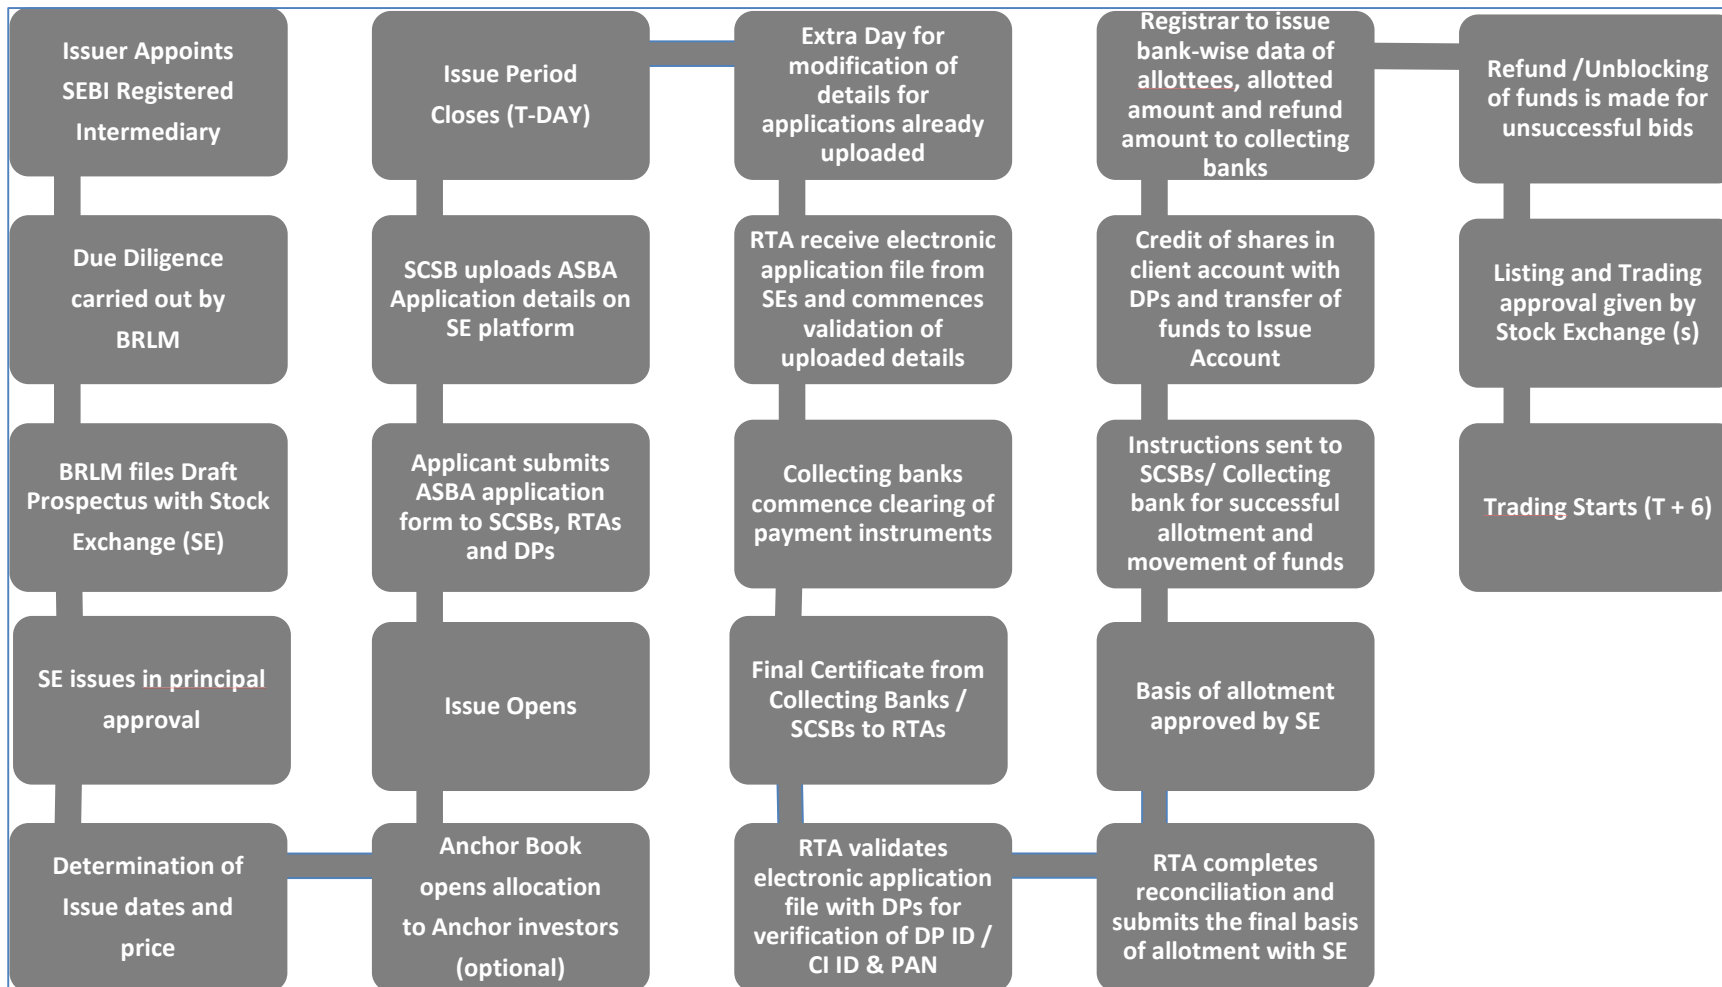 Issuer Appoints
SEBI Registered
Intermediary
Due Diligence
carried out by
BRLM
BRLM files Draft
Prospectus with Stock
Exchange (SE)
SE issues in principal
approval
Determination of
Issue dates and
price
Anchor Book
opens allocation
to Anchor investors
(optional)
Issue Opens
Applicant submits
ASBA application
form to SCSBs, RTAs
and DPs
SCSB uploads ASBA
Application details on
SE platform
Issue Period
Closes (T-DAY)
Extra Day for
modification of
details for
applications already
uploaded
RTA receive electronic
application file from
SEs and commences
validation of
uploaded details
Collecting banks
commence clearing of
payment instruments
Final Certificate from
Collecting Banks /
SCSBs to RTAs
RTA validates
electronic application
file with DPs for
verification of DP ID /
CI ID & PAN
RTA completes
reconciliation and
submits the final basis
of allotment with SE
Basis of allotment
approved by SE
Instructions sent to
SCSBs/ Collecting
bank for successful
allotment and
movement of funds
Credit of shares in
client account with
DPs and transfer of
funds to Issue
Account
Registrar to issue
bank-wise data of
allottees, allotted
amount and refund
amount to collecting
banks
Refund /Unblocking
of funds is made for
unsuccessful bids
Listing and Trading
approval given by
Stock Exchange (s)
Trading Starts (T + 6)